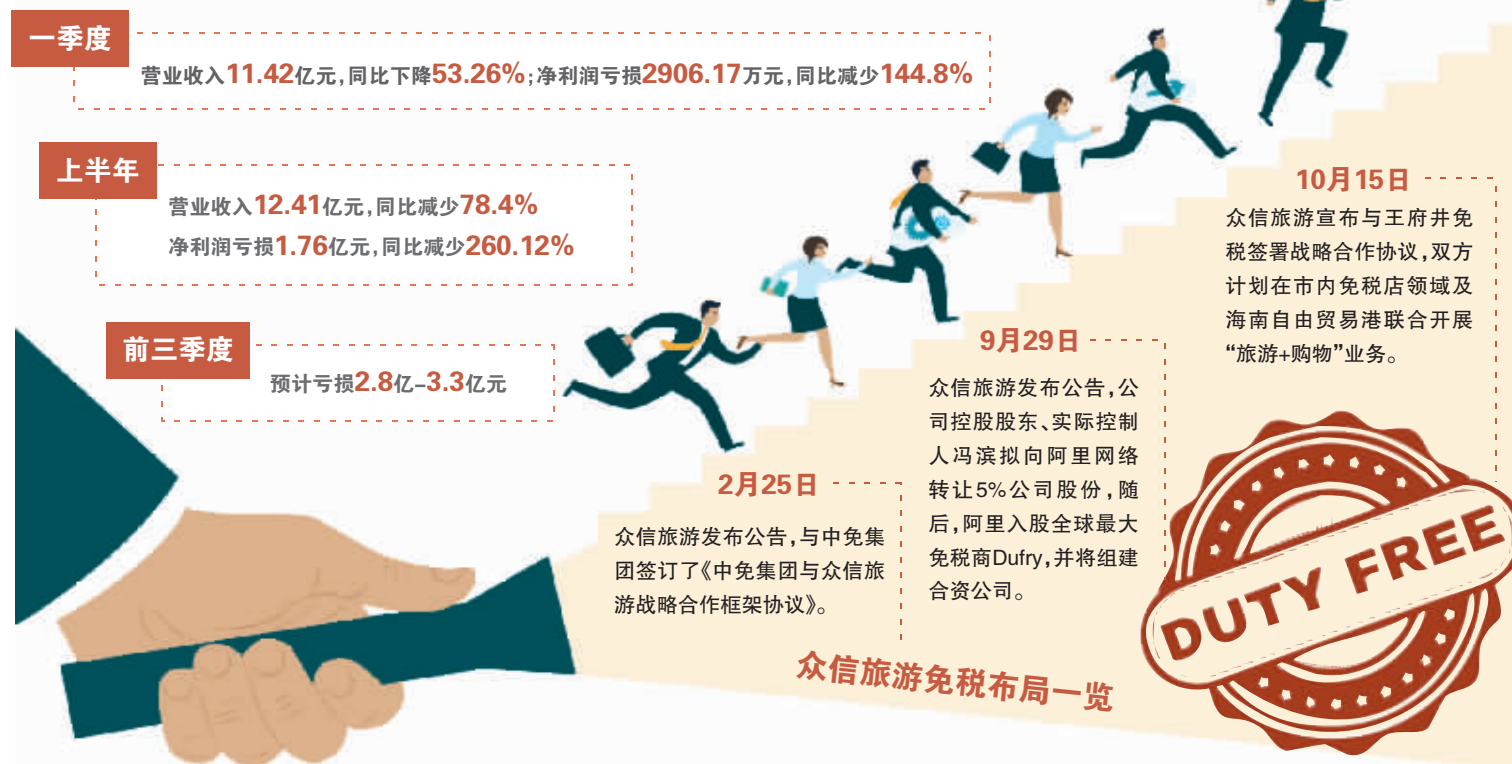 一季度
营业收入11.42亿元,同比下降53.26%;净利润亏损2906.17万元,同比减少144.8%
上半年
营业收入12.41亿元,同比减少78.4%
净利润亏损1.76亿元,同比减少260.12%
前三季度
预计亏损2.8亿–3.3亿元
2月25日
众信旅游发布公告,与中免集
团签订了《中免集团与众信旅
游战略合作框架协议》。
9月29日
众信旅游发布公告,公
司控股股东、实际控制
人冯滨拟向阿里网络
转让5%公司股份,随
后,阿里入股全球最大
免税商Dufry,并将组建
合资公司。
10月15日
众信旅游宣布与王府井免
税签署战略合作协议,双方
计划在市内免税店领域及
海南自由贸易港联合开展
“旅游+购物”业务。
DUTY FREE
众信旅游免税布局一览